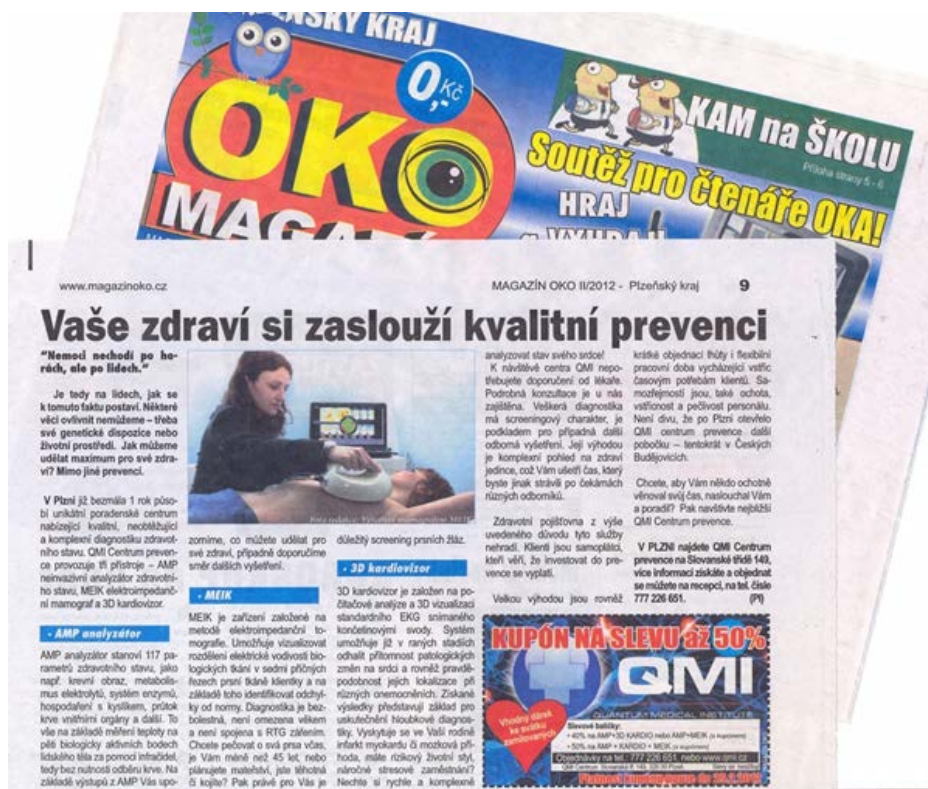 PLZEŇSKÝ KRAJ
0,- Kč
OKO
KAM na ŠKOLU
Příloha strany 5 - 6
Soutěž pro čtenáře OKA!
HRAJ
www.magazinoko.cz
MAGAZÍN OKO II/2012 - Plzeňský kraj
9
Vaše zdraví si zaslouží kvalitní prevenci
"Nemoci nechodí po ho-
rách, ale po lidech."
Je tedy na lidech, jak se
k tomuto faktu postaví. Některé
věci ovlivnit nemůžeme – třeba
své genetické dispozice nebo
životní prostředí. Jak můžeme
udělat maximum pro své zdra-
ví? Mimo jiné prevencí.
V Plzni již bezmála 1 rok půso-
bí unikátní poradenské centrum
nabízející kvalitní, neobtěžující
a komplexní diagnostiku zdravot-
ního stavu. QMI Centrum preven-
ce provozuje tři přístroje – AMP
neinvazivní analyzátor zdravotní-
ho stavu, MEIK elektroimpedanč-
ní mamograf a 3D kardiovizor.
- AMP analyzátor
AMP analyzátor stanoví 117 pa-
rametrů zdravotního stavu, jako
např. krevní obraz, metabolis-
mus elektrolytů, systém enzymů,
hospodaření s kyslíkem, průtok
krve vnitřními orgány a další. To
vše na základě měření teploty na
pěti biologicky aktivních bodech
lidského těla za pomoci infračidel,
tedy bez nutnosti odběru krve. Na
základě výstupů z AMP Vás upo-
zorníme, co můžete udělat pro
své zdraví, případně doporučíme
směr dalších vyšetření.
- MEIK
MEIK je zařízení založené na
metodě elektroimpedanční to-
mografie. Umožňuje vizualizovat
rozdělení elektrické vodivosti bio-
logických tkání v sedmi příčných
řezech prsní tkáně klientky a na
základě toho identifikovat odchyl-
ky od normy. Diagnostika je bez-
bolestná, není omezena věkem
a není spojena s RTG zářením.
Chcete pečovat o svá prsa včas,
je Vám méně než 45 let, nebo
plánujete mateřství, jste těhotná
či kojíte? Pak právě pro Vás je
důležitý screening prsních žláz.
- 3D kardiovizor
3D kardiovizor je založen na po-
čítačové analýze a 3D vizualizaci
standardního EKG snímaného
končetinovými svody. Systém
umožňuje již v raných stadiích
odhalit přítomnost patologických
změn na srdci a rovněž pravdě-
podobnost jejich lokalizace při
různých onemocněních. Získané
výsledky představují základ pro
uskutečnění hloubkové diagnos-
tiky. Vyskytuje se ve Vaší rodině
infarkt myokardu či mozková pří-
hoda, máte rizikový životní styl,
náročné stresové zaměstnání?
Nechte si rychle a komplexně
analyzovat stav svého srdce!
K návštěvě centra QMI nepo-
třebujete doporučení od lékaře.
Podrobná konzultace je u nás
zajištěna. Veškerá diagnostika
má screeningový charakter, je
podkladem pro případná další
odborná vyšetření. Její výhodou
je komplexní pohled na zdraví
jedince, což Vám ušetří čas, který
byste jinak strávili po čekárnách
různých odborníků.
Zdravotní pojišťovna z výše
uvedeného důvodu tyto služby
nehradí. Klienti jsou samoplátci,
kteří věří, že investovat do pre-
vence se vyplatí.
Velkou výhodou jsou rovněž
krátké objednací lhůty i flexibilní
pracovní doba vycházející vstříc
časovým potřebám klientů. Sa-
mozřejmostí jsou, také ochota,
vstřícnost a pečlivost personálu.
Není divu, že po Plzni otevřelo
QMI centrum prevence další
pobočku – tentokrát v Českých
Budějovicích.
Chcete, aby Vám někdo ochotně
věnoval svůj čas, naslouchal Vám
a poradil? Pak navštivte nejbližší
QMI Centrum prevence.
V PLZNI najdete QMI Centrum
prevence na Slovanské třídě 149,
více informací získáte a objednat
se můžete na recepci, na tel. čísle
777 226 651. (PI)
KUPÓN NA SLEVU až 50%
QMI
QUANTUM MEDICAL INSTITUTE
Vhodný dárek
ke svátku
zamilovaných
Slevové balíčky:
• 40% na AMP+3D KARDIO nebo AMP+MEIK (s kupónem)
• 50% na AMP + KARDIO + MEIK (s kupónem)
Objednávky na tel.: 777 226 651, nebo www.qmi.cz